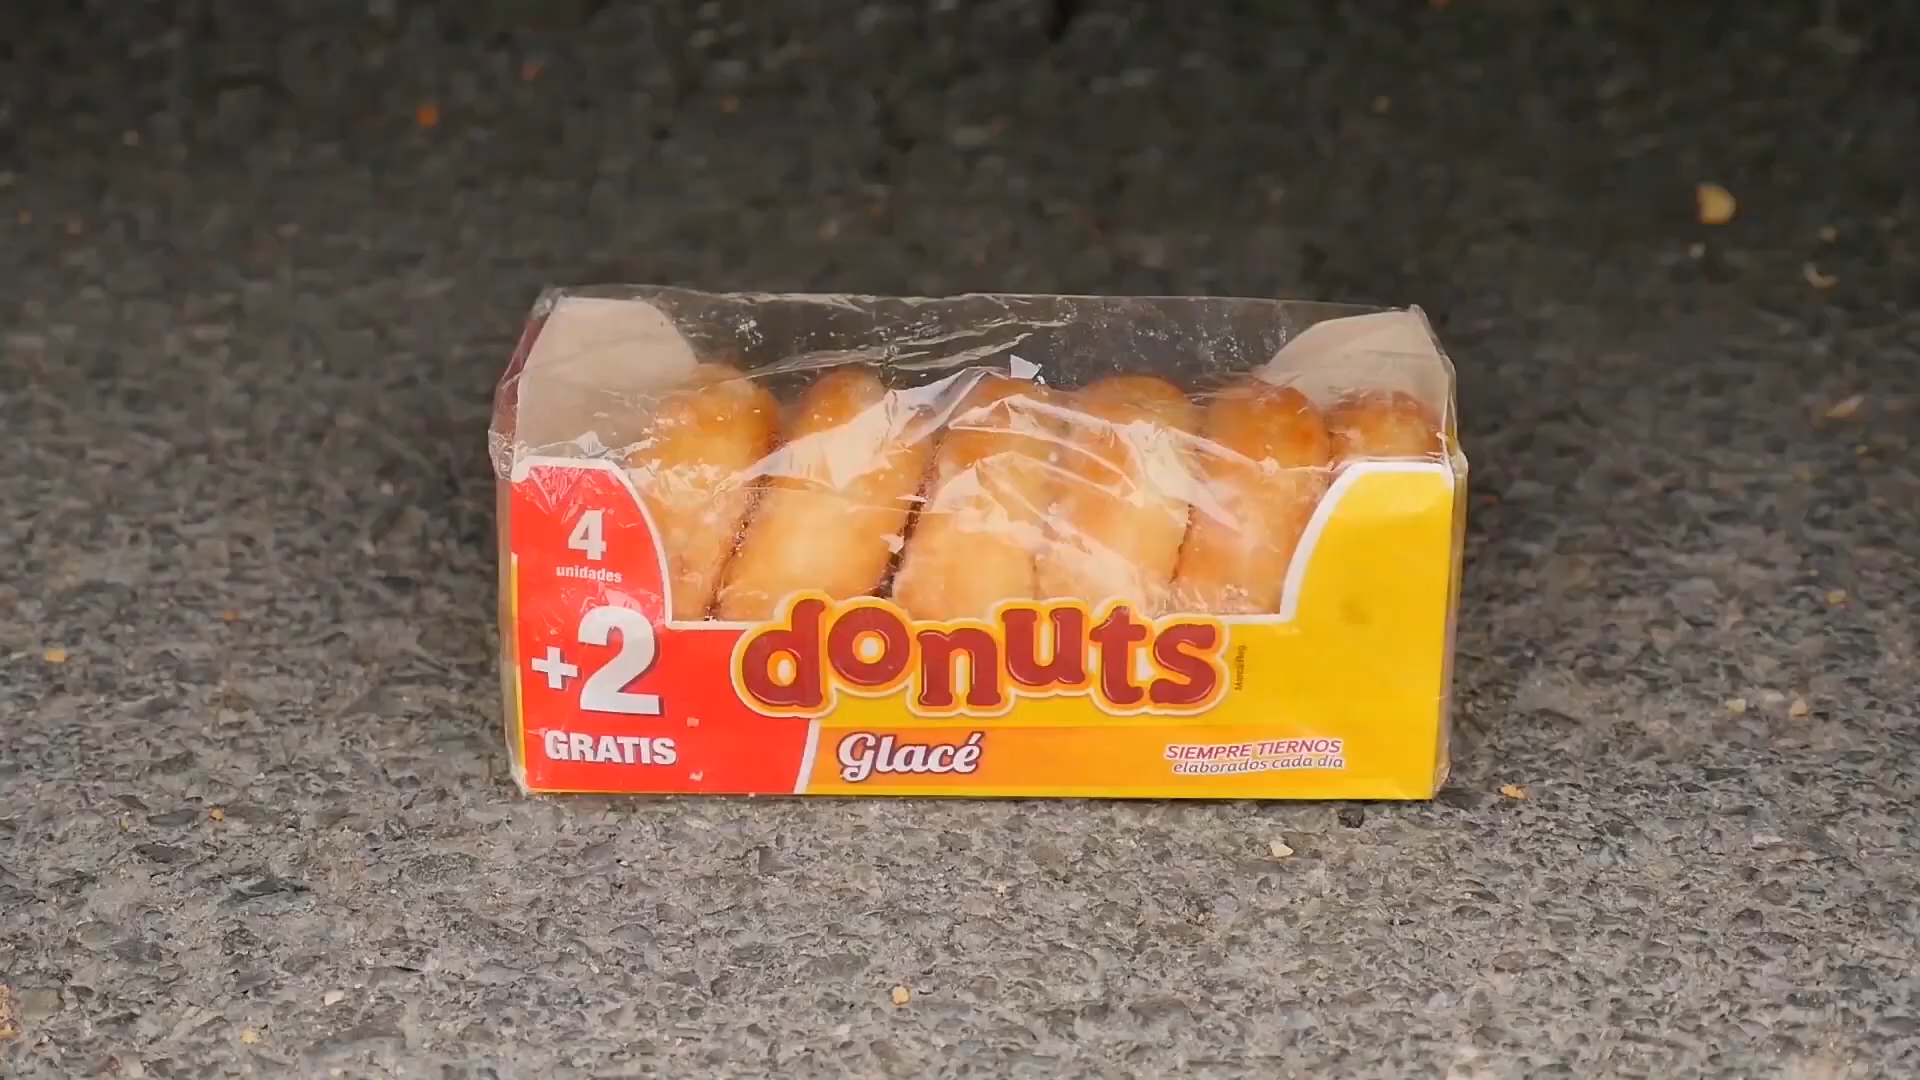 4
unidades
+2
GRATIS
donuts
Glacé
SIEMPRE TIERNOS
elaborados cada día